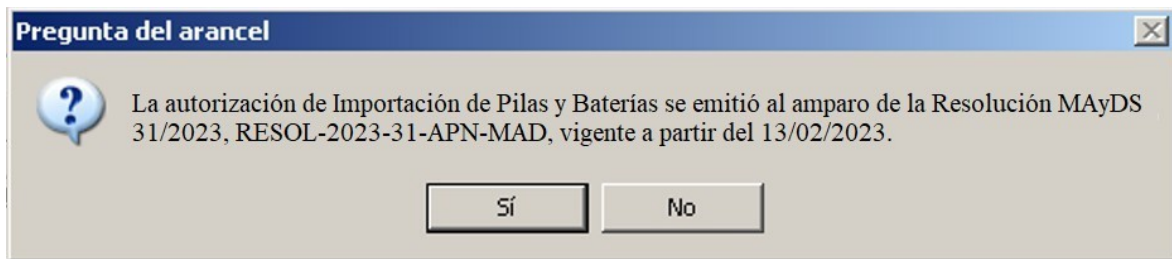 Pregunta del arancel
La autorización de Importación de Pilas y Baterías se emitió al amparo de la Resolución MAyDS
31/2023, RESOL-2023-31-APN-MAD, vigente a partir del 13/02/2023.
Sí
No